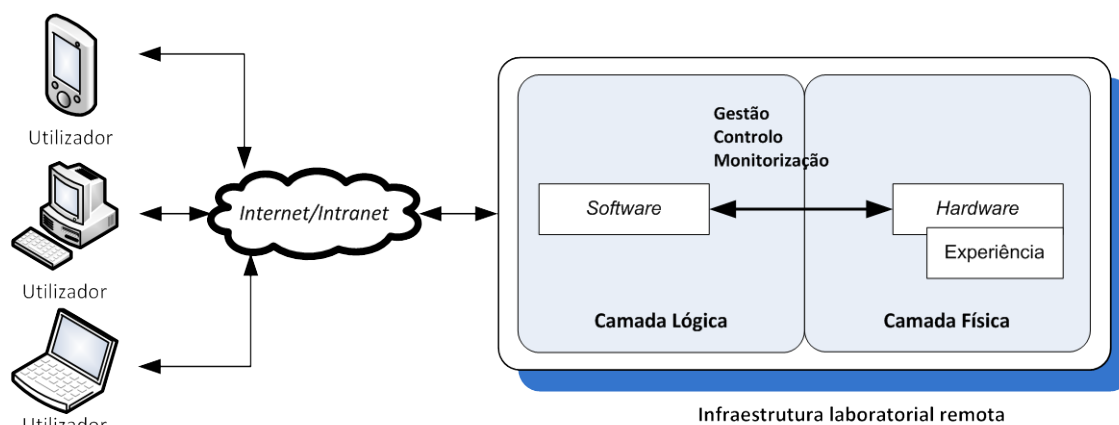 Utilizador
Utilizador
Utilizador
Internet/Intranet
Gestão
Controlo
Monitorização
Software
Hardware
Experiência
Camada Lógica
Camada Física
Infraestrutura laboratorial remota